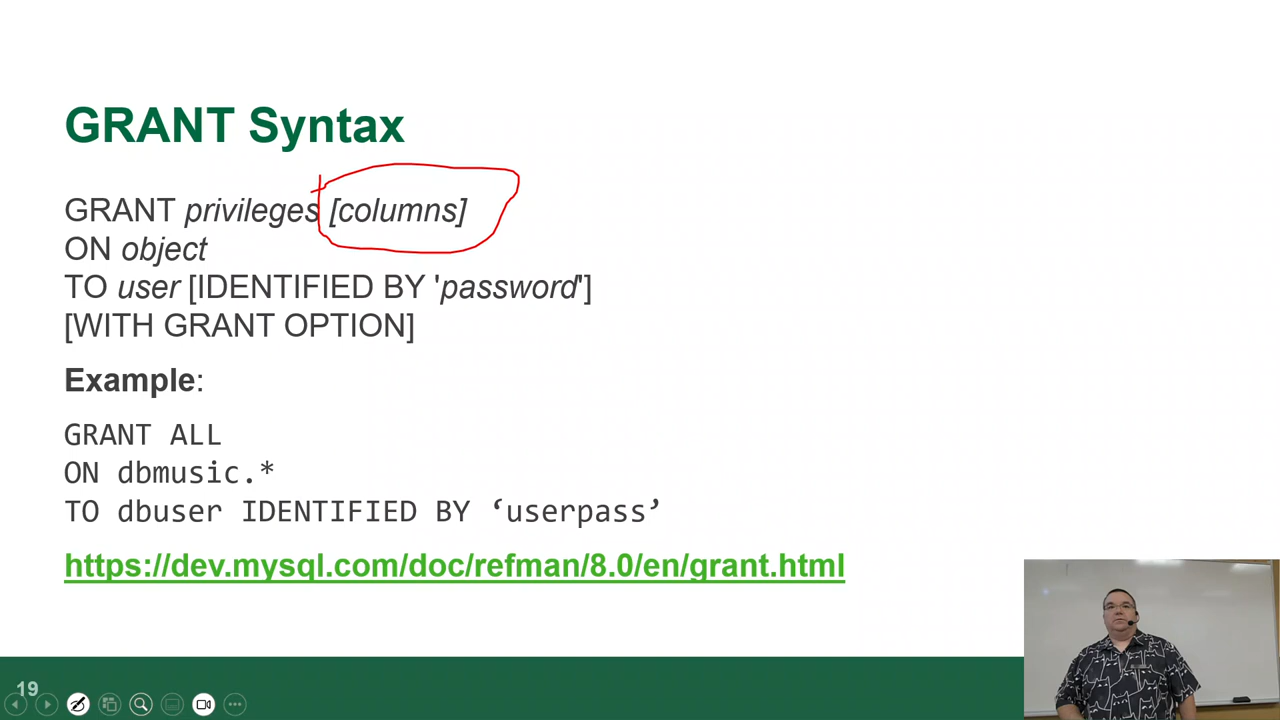 GRANT Syntax
GRANT privileges [columns]
ON object
TO user [IDENTIFIED BY 'password']
[WITH GRANT OPTION]
Example:
GRANT ALL
ON dbmusic.*
TO dbuser IDENTIFIED BY ‘userpass’
https://dev.mysql.com/doc/refman/8.0/en/grant.html
19